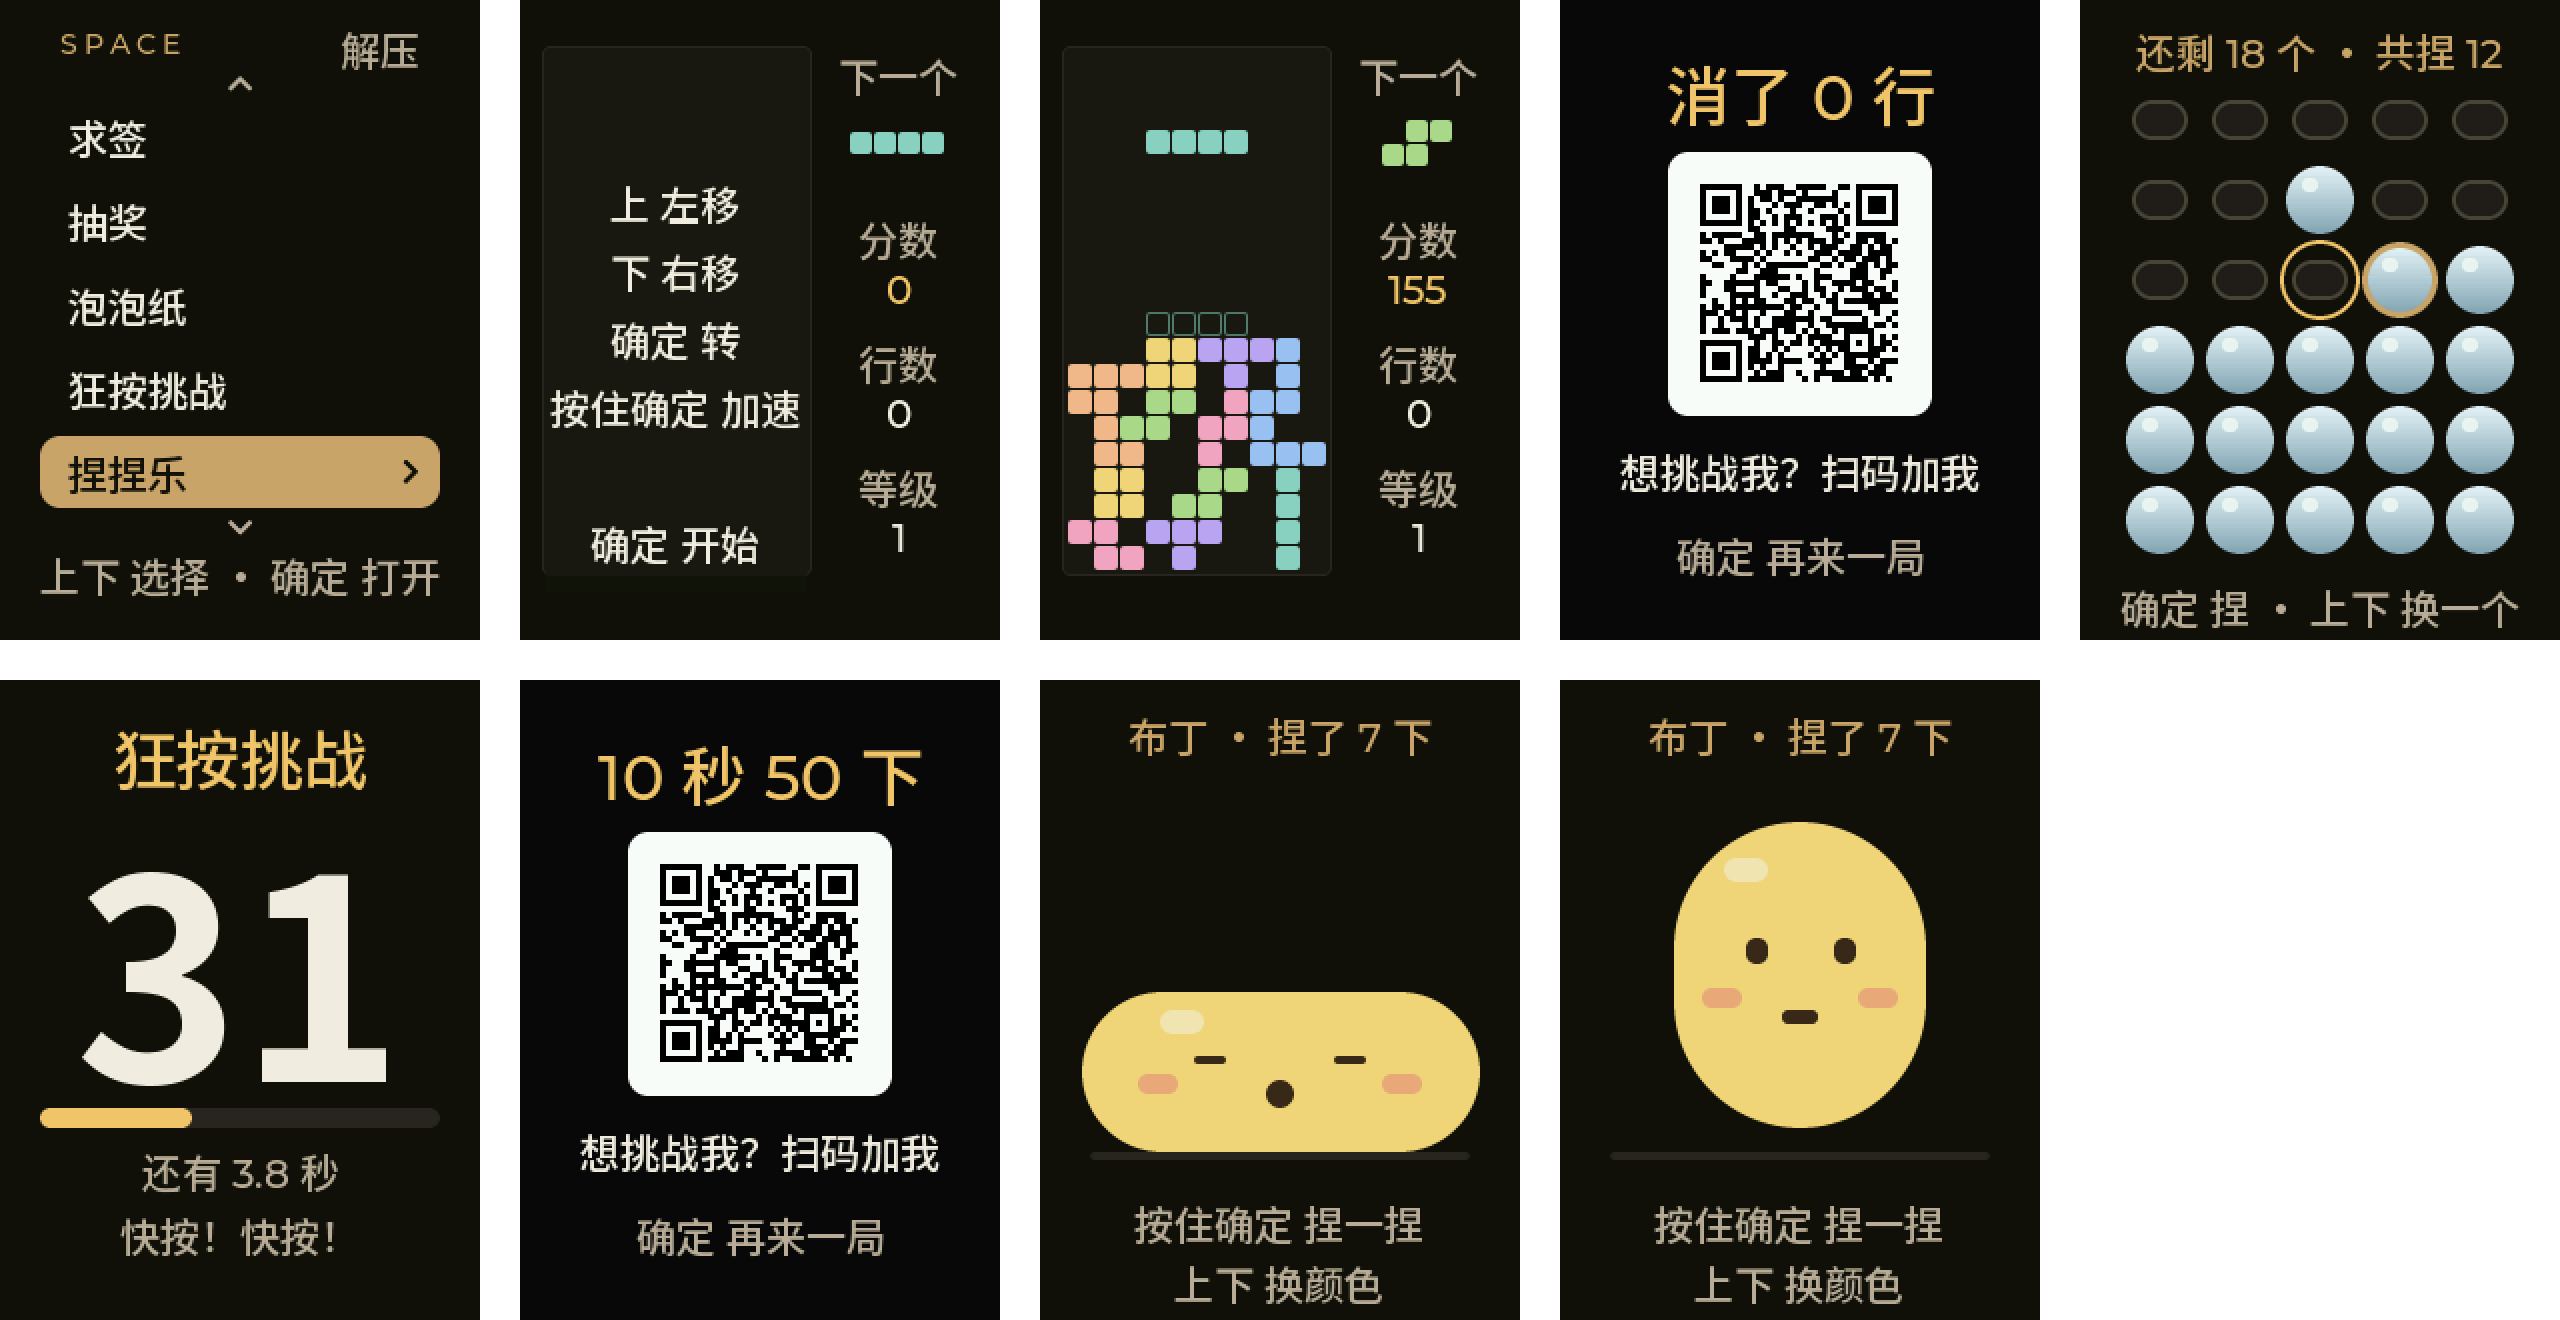 SPACE
解压
求签
抽奖
泡泡纸
狂按挑战
捏捏乐
上下 选择 · 确定 打开
上 左移
下 右移
确定 转
按住确定 加速
确定 开始
下一个
分数
0
行数
0
等级
1
下一个
分数
155
行数
0
等级
1
消了 0 行
想挑战我？扫码加我
确定 再来一局
还剩 18 个 · 共捏 12
确定 捏 · 上下 换一个
狂按挑战
31
还有 3.8 秒
快按！快按！
10 秒 50 下
想挑战我？扫码加我
确定 再来一局
布丁 · 捏了 7 下
按住确定 捏一捏
上下 换颜色
布丁 · 捏了 7 下
按住确定 捏一捏
上下 换颜色